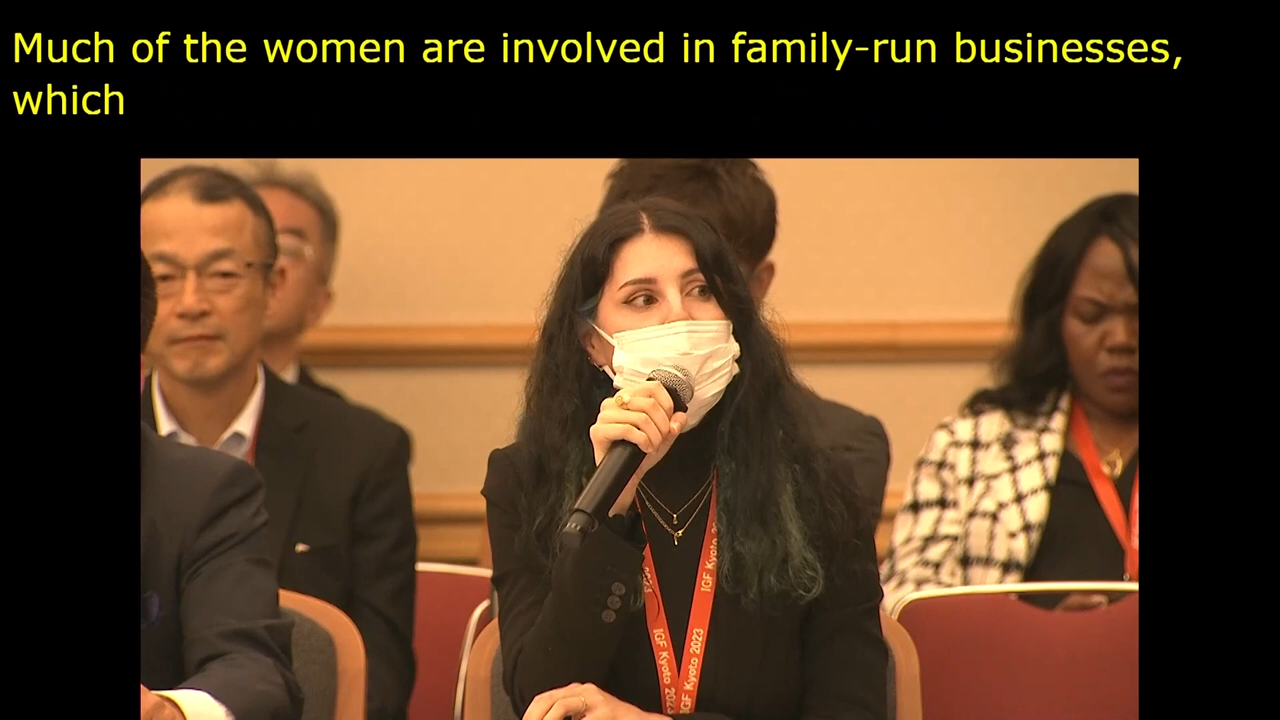 Much of the women are involved in family-run businesses,
which
IGF Kyoto 2023
IGF Kyoto 2023